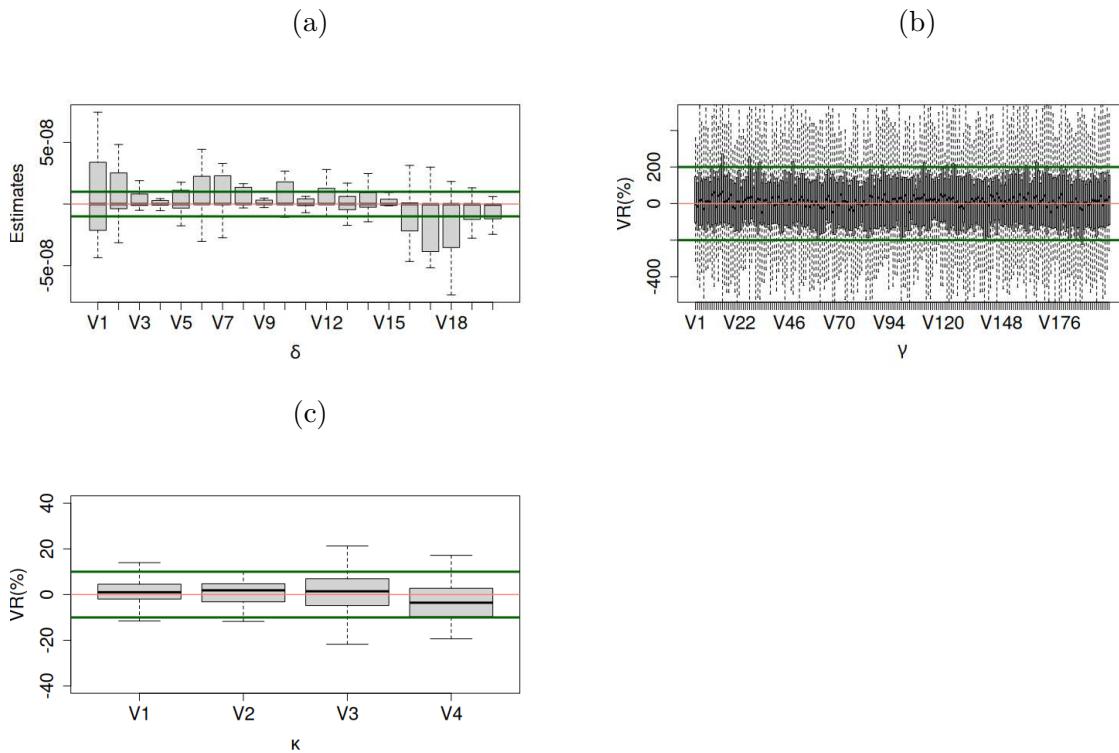 (a)
Estimates
5e-08
-5e-08
V1 V3 V5 V7 V9 V12 V15 V18
δ
(b)
VR(%)
200
0
-400
V1 V22 V46 V70 V94 V120 V148 V176
γ
(c)
VR(%)
40
20
0
-20
-40
V1 V2 V3 V4
κ